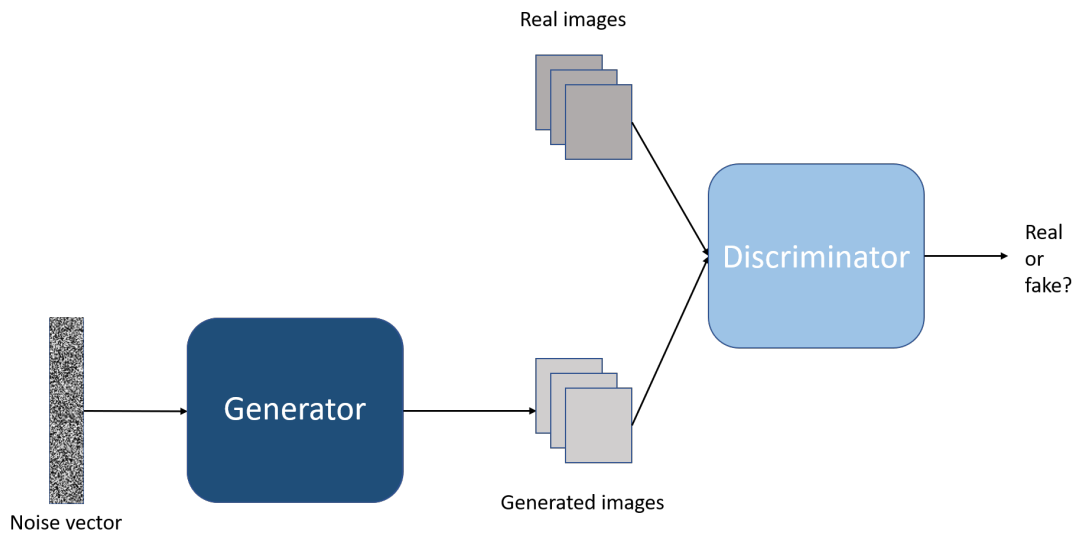 Real images
Discriminator
Real
or
fake?
Generator
Generated images
Noise vector